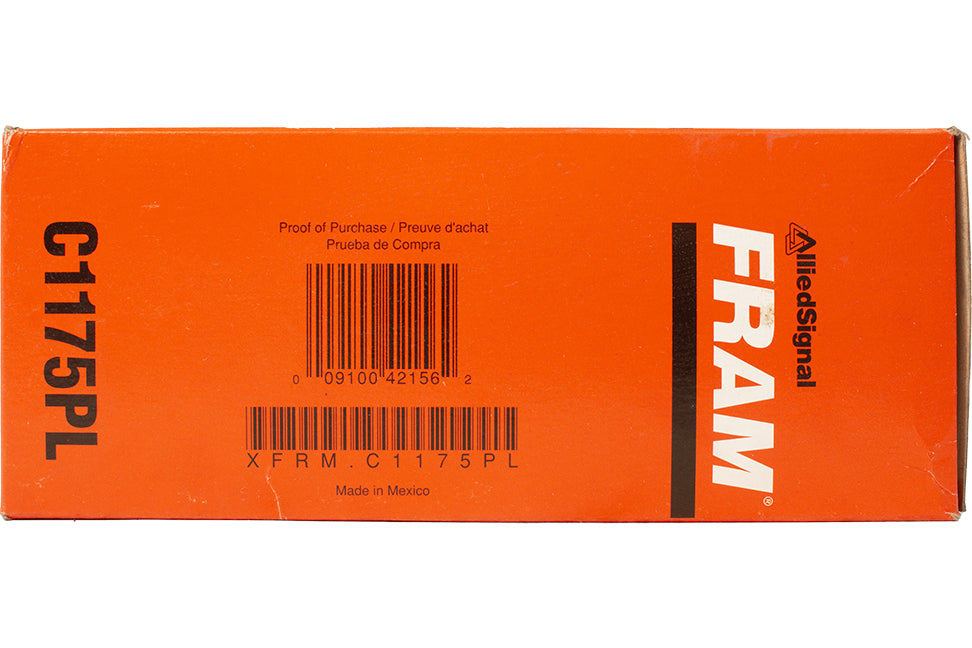 C1175PL
Proof of Purchase / Preuve d'achat
Prueba de Compra
0 09100 42156 2
XFRM.C1175PL
Made in Mexico
FRAM®
AlliedSignal